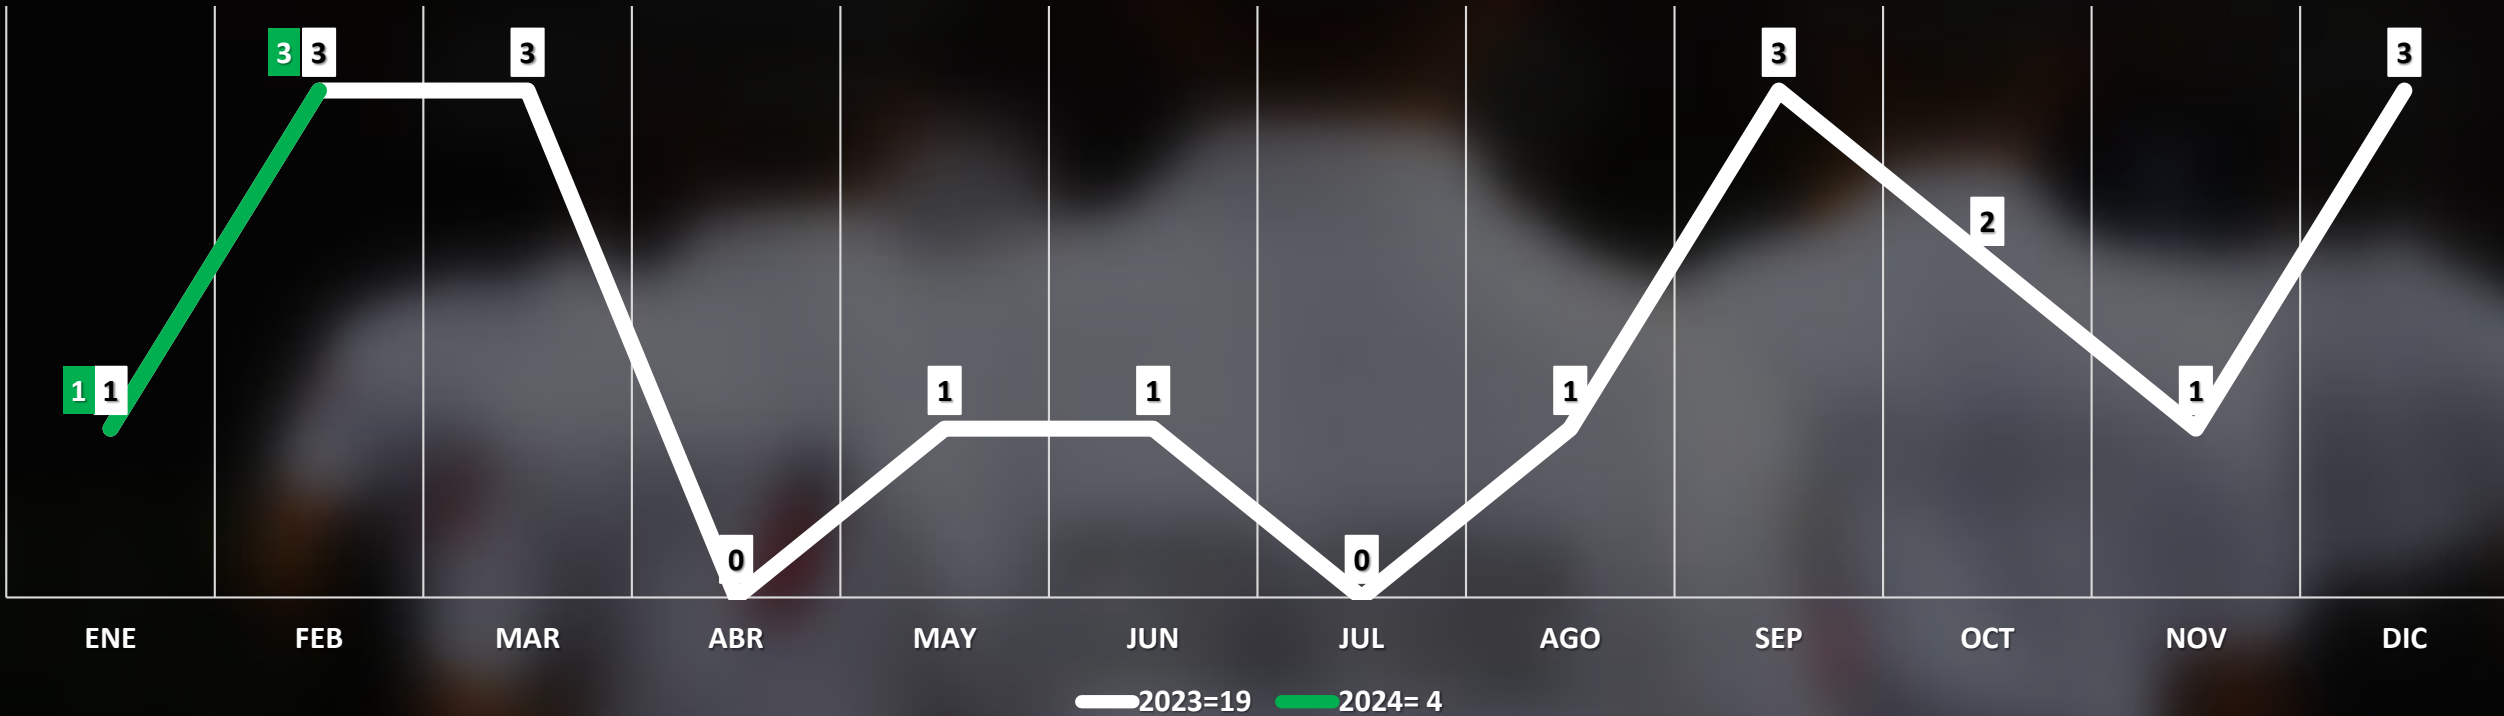 3 3 3 3 3
2
1 1 1 1 1 1
0 0
ENE FEB MAR ABR MAY JUN JUL AGO SEP OCT NOV DIC
2023=19 2024= 4